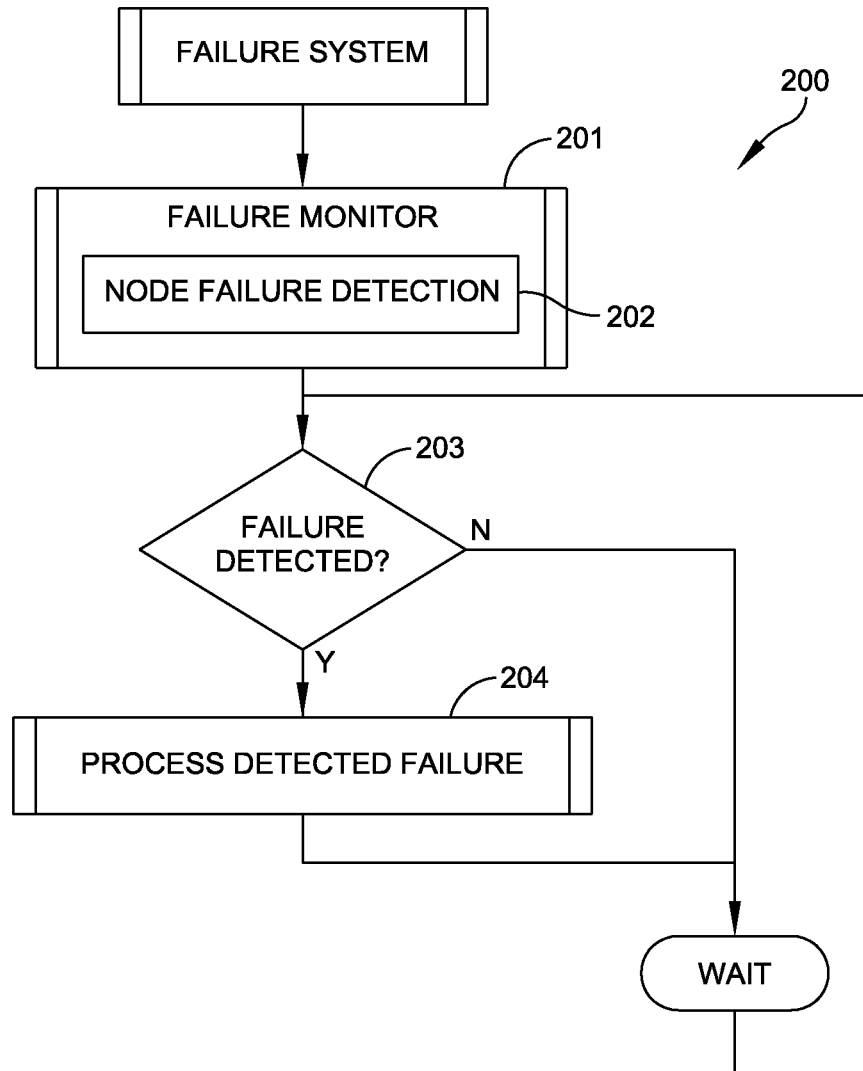 FAILURE SYSTEM
200
201
FAILURE MONITOR
NODE FAILURE DETECTION
202
203
FAILURE
DETECTED?
N
Y
204
PROCESS DETECTED FAILURE
WAIT